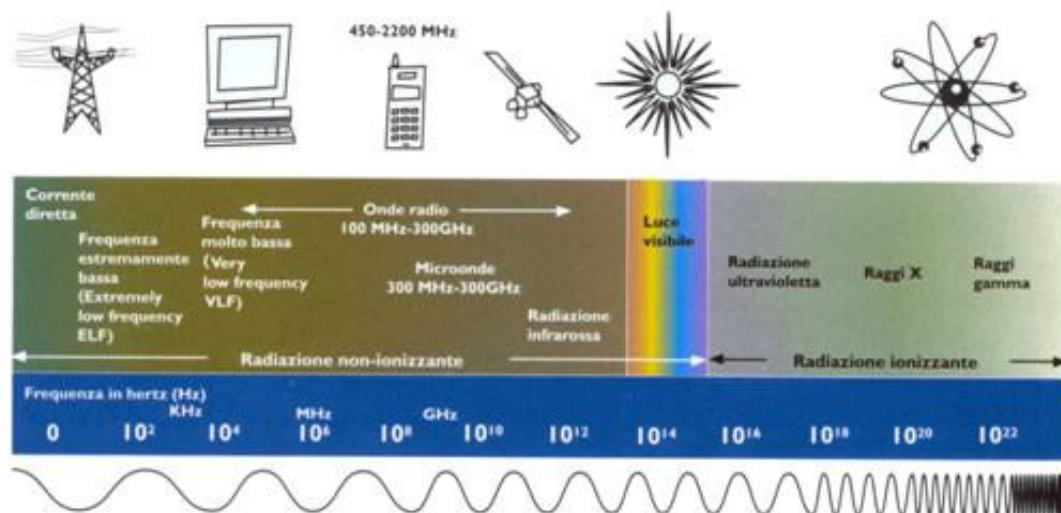 450-2200 MHz
Corrente
diretta
Frequenza
estremamente
bassa
(Extremely
low frequency
ELF)
Frequenza
molto bassa
(Very
low frequency
VLF)
Onde radio
100 MHz-300GHz
Microonde
300 MHz-300GHz
Radiazione
infrarossa
Luce
visibile
Radiazione
ultravioletta
Raggi X
Raggi
gamma
Radiazione non-ionizzante
Radiazione ionizzante
Frequenza in hertz (Hz)
KHz MHz GHz
0 10² 10⁴ 10⁶ 10⁸ 10¹⁰ 10¹² 10¹⁴ 10¹⁶ 10¹⁸ 10²⁰ 10²²